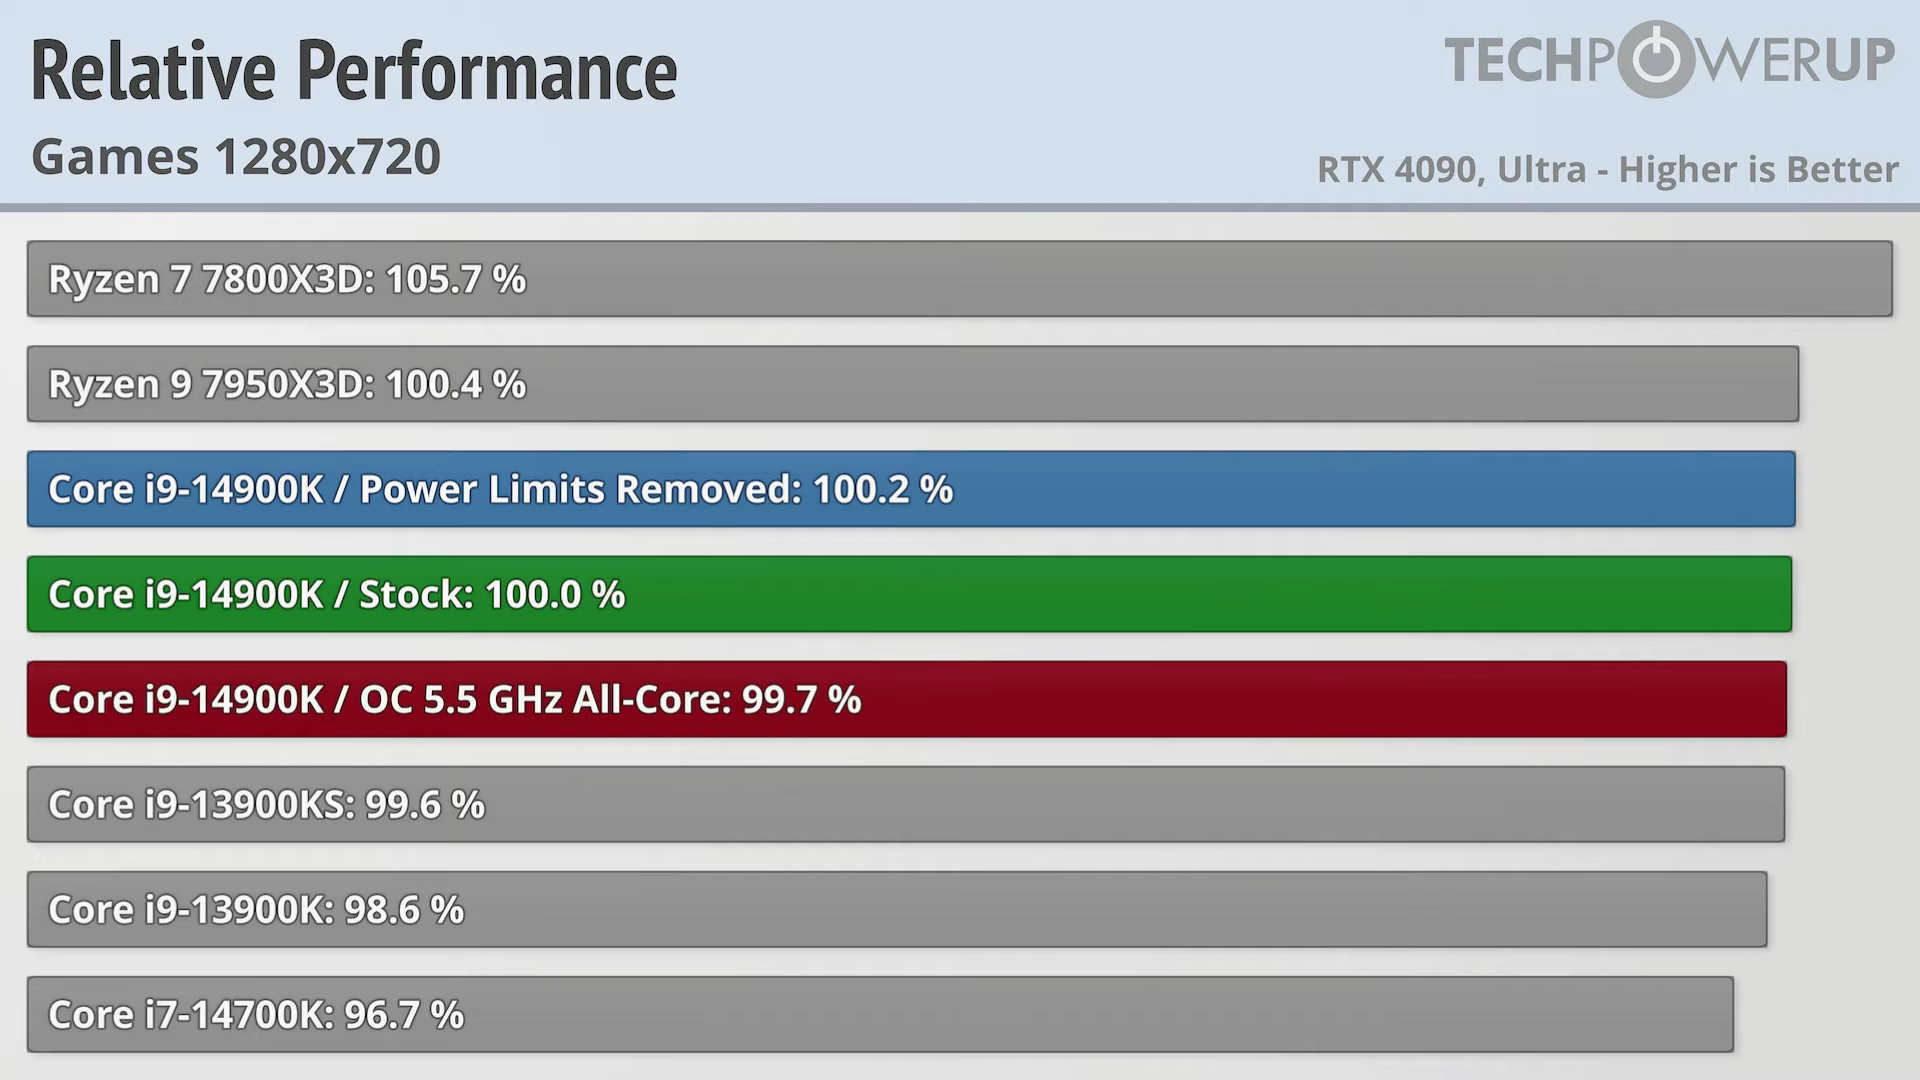 Relative Performance
TECHPOWERUP
Games 1280x720
RTX 4090, Ultra - Higher is Better
Ryzen 7 7800X3D: 105.7 %
Ryzen 9 7950X3D: 100.4 %
Core i9-14900K / Power Limits Removed: 100.2 %
Core i9-14900K / Stock: 100.0 %
Core i9-14900K / OC 5.5 GHz All-Core: 99.7 %
Core i9-13900KS: 99.6 %
Core i9-13900K: 98.6 %
Core i7-14700K: 96.7 %